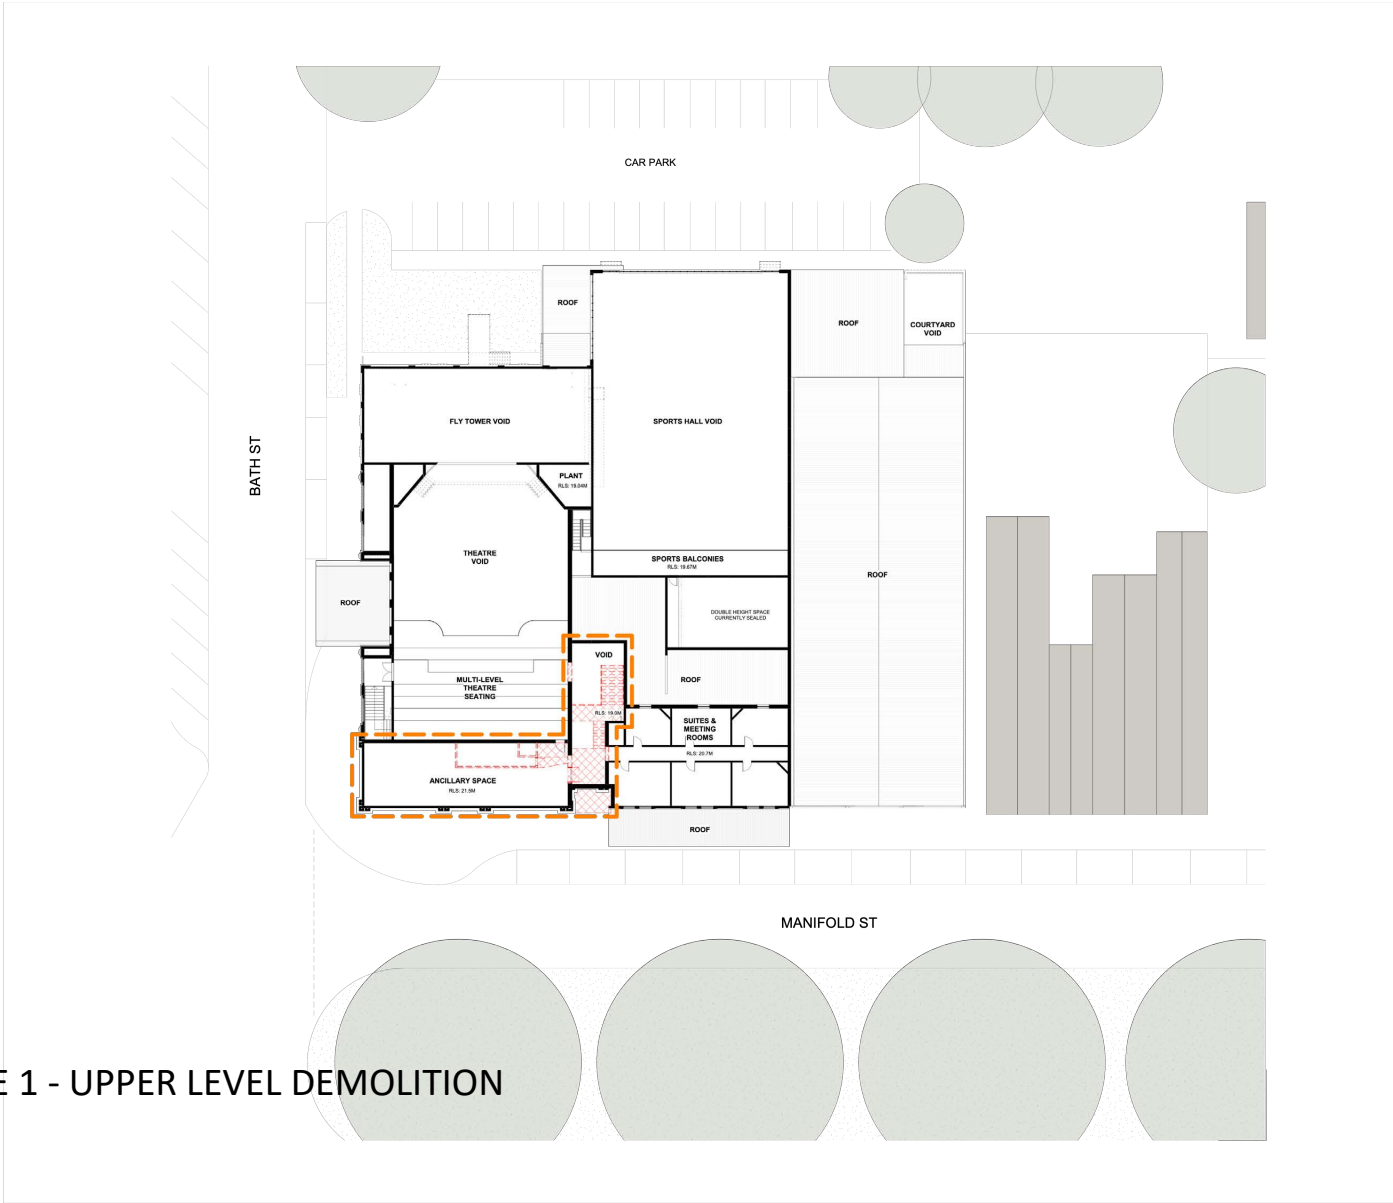 CAR PARK
ROOF
ROOF
COURTYARD
VOID
FLY TOWER VOID
SPORTS HALL VOID
BATH ST
PLANT
RLS: 18.04M
THEATRE
VOID
SPORTS BALCONIES
RLS: 19.67M
ROOF
ROOF
DOUBLE HEIGHT SPACE
CURRENTLY SEALED
VOID
MULTI-LEVEL
THEATRE
SEATING
ROOF
RLS: 19.0M
SUITES &
MEETING
ROOMS
RLS: 20.7M
ANCILLARY SPACE
RLS: 21.9M
ROOF
MANIFOLD ST
E 1 - UPPER LEVEL DEMOLITION